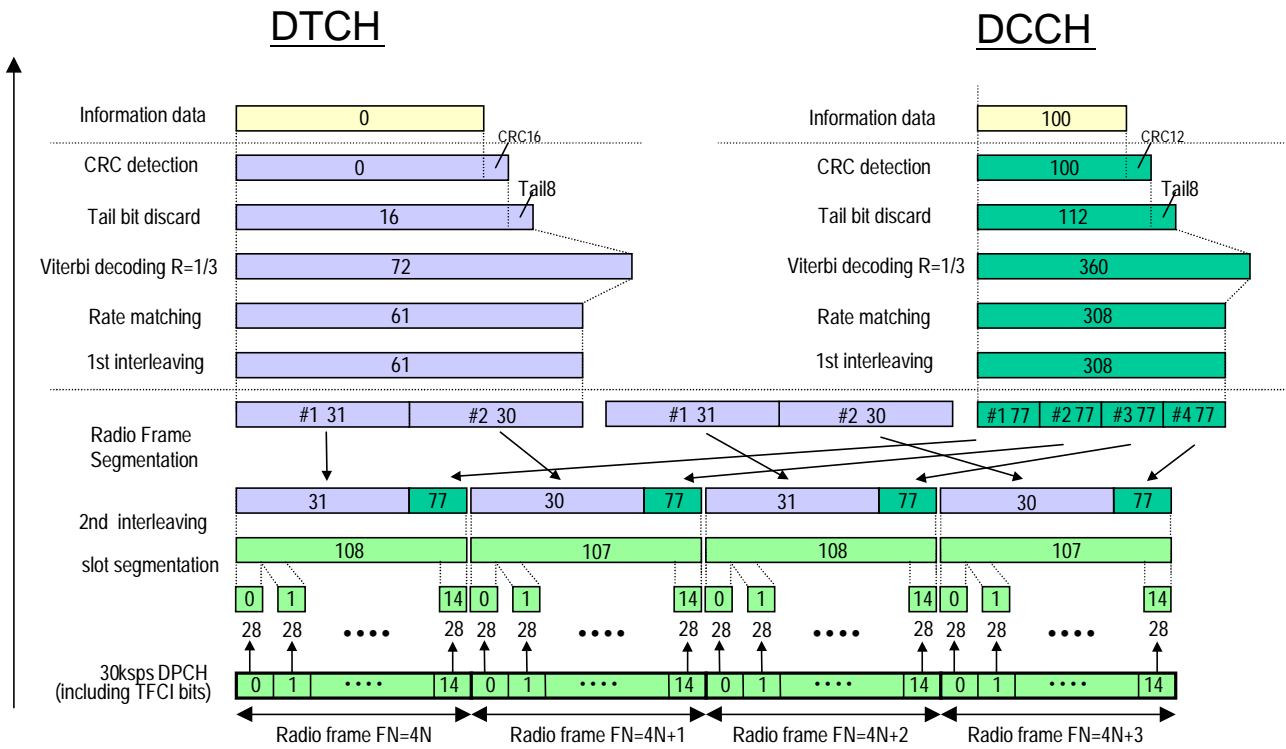 DTCH DCCH
Information data 0 Information data 100
CRC16 CRC12
CRC detection 0 CRC detection 100
Tail8 Tail8
Tail bit discard 16 Tail bit discard 112
Viterbi decoding R=1/3 72 Viterbi decoding R=1/3 360
Rate matching 61 Rate matching 308
1st interleaving 61 1st interleaving 308
#1 31 #2 30 #1 31 #2 30 #1 77 #2 77 #3 77 #4 77
Radio Frame
Segmentation
31 77 30 77 31 77 30 77
2nd interleaving
108 107 108 107
slot segmentation
0 1 14 0 1 14 0 1 14 0 1 14
28 28 •••• 28 28 28 •••• 28 28 28 •••• 28 28 28 •••• 28
30ksps DPCH
(including TFCI bits)
0 1 •••• 14 0 1 •••• 14 0 1 •••• 14 0 1 •••• 14
Radio frame FN=4N Radio frame FN=4N+1 Radio frame FN=4N+2 Radio frame FN=4N+3